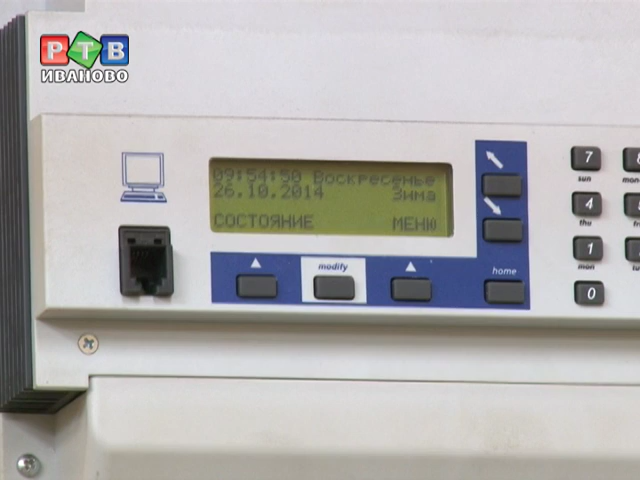 РТВ
ИВАНОВО
09:54:50 Воскресенье
26.10.2014 Зима
СОСТОЯНИЕ МЕНЮ
modify
home
7
sun
4
thu
1
mon
0